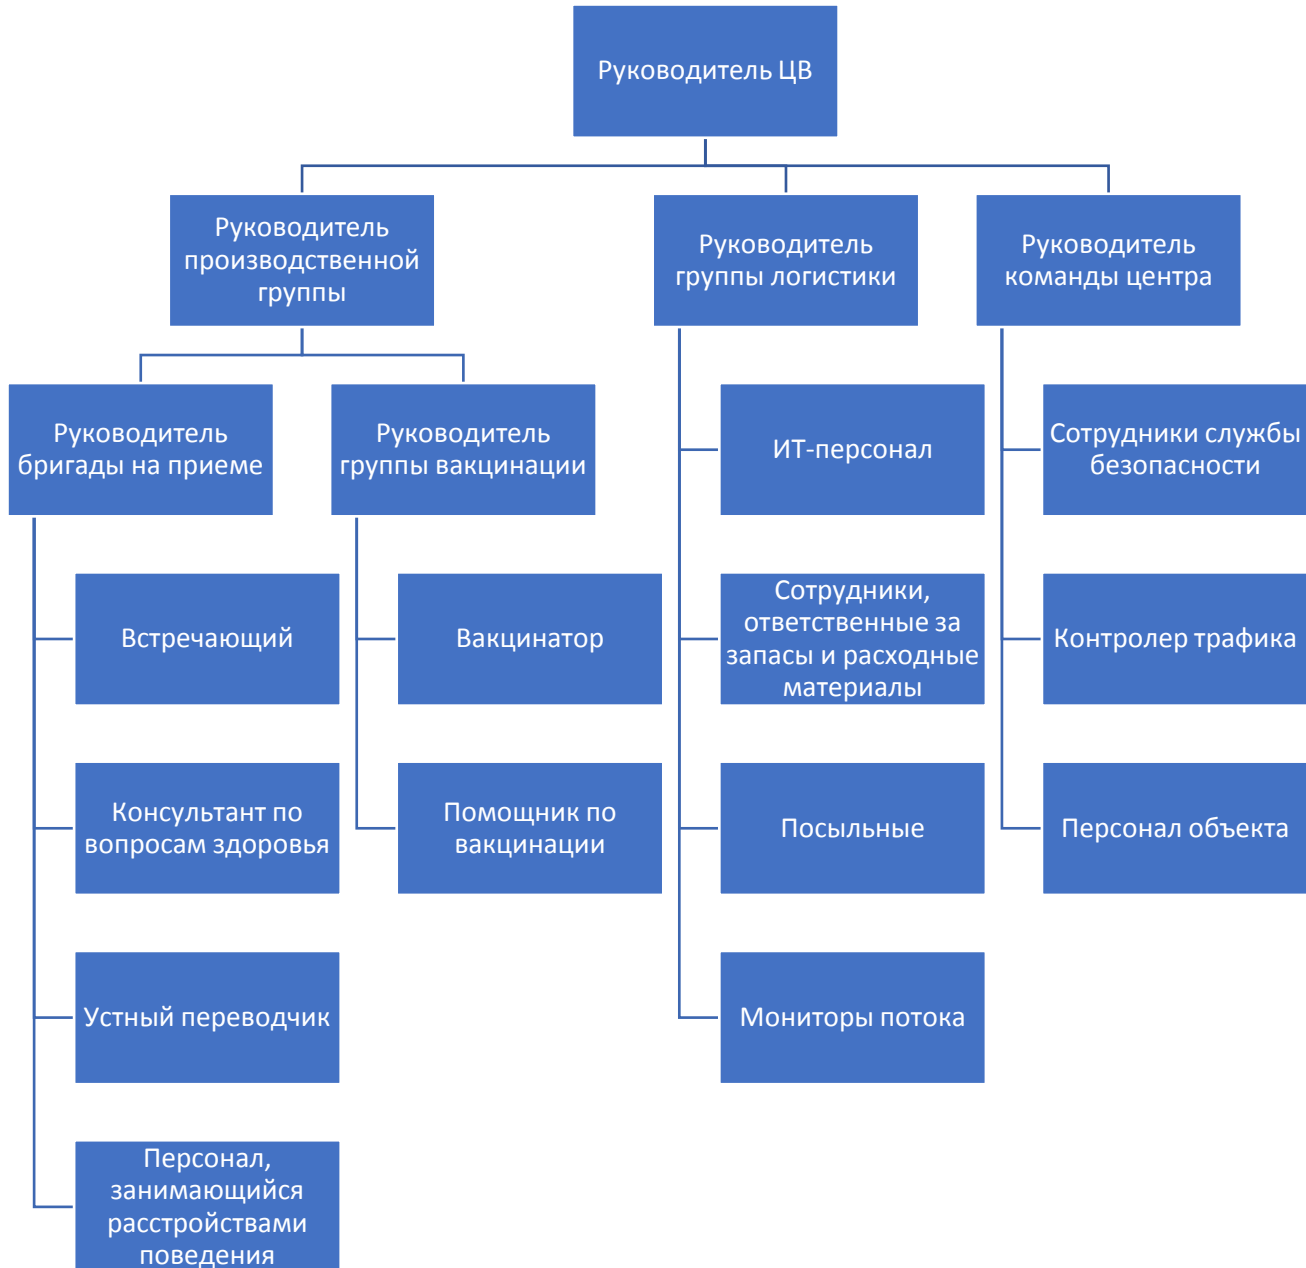 Руководитель ЦВ
Руководитель
производственной
группы
Руководитель
группы логистики
Руководитель
команды центра
Руководитель
бригады на приеме
Руководитель
группы вакцинации
ИТ-персонал
Сотрудники службы
безопасности
Встречающий
Вакцинатор
Сотрудники,
ответственные за
запасы и расходные
материалы
Контролер трафика
Консультант по
вопросам здоровья
Помощник по
вакцинации
Посыльные
Персонал объекта
Устный переводчик
Мониторы потока
Персонал,
занимающийся
расстройствами
поведения